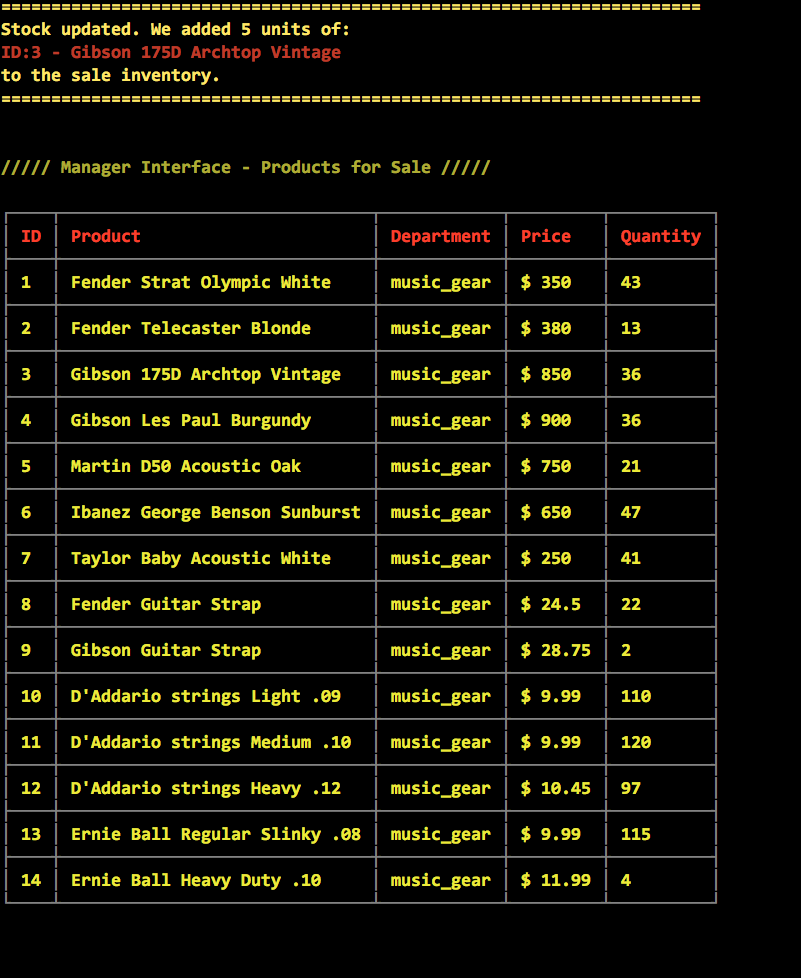 ======================================================================
Stock updated. We added 5 units of:
ID:3 - Gibson 175D Archtop Vintage
to the sale inventory.
======================================================================
///// Manager Interface - Products for Sale /////
ID Product Department Price Quantity
1 Fender Strat Olympic White music_gear $ 350 43
2 Fender Telecaster Blonde music_gear $ 380 13
3 Gibson 175D Archtop Vintage music_gear $ 850 36
4 Gibson Les Paul Burgundy music_gear $ 900 36
5 Martin D50 Acoustic Oak music_gear $ 750 21
6 Ibanez George Benson Sunburst music_gear $ 650 47
7 Taylor Baby Acoustic White music_gear $ 250 41
8 Fender Guitar Strap music_gear $ 24.5 22
9 Gibson Guitar Strap music_gear $ 28.75 2
10 D'Addario strings Light .09 music_gear $ 9.99 110
11 D'Addario strings Medium .10 music_gear $ 9.99 120
12 D'Addario strings Heavy .12 music_gear $ 10.45 97
13 Ernie Ball Regular Slinky .08 music_gear $ 9.99 115
14 Ernie Ball Heavy Duty .10 music_gear $ 11.99 4